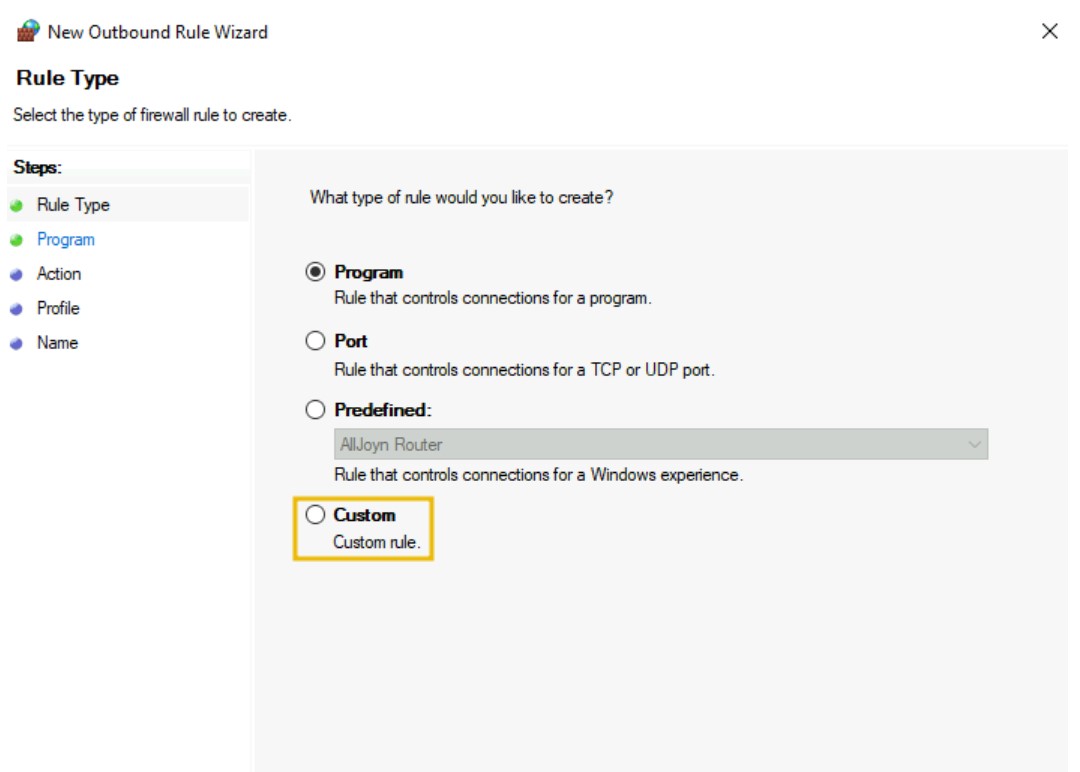 New Outbound Rule Wizard
Rule Type
Select the type of firewall rule to create.
Steps:
Rule Type
Program
Action
Profile
Name
What type of rule would you like to create?
Program
Rule that controls connections for a program.
Port
Rule that controls connections for a TCP or UDP port.
Predefined:
AllJoyn Router
Rule that controls connections for a Windows experience.
Custom
Custom rule.